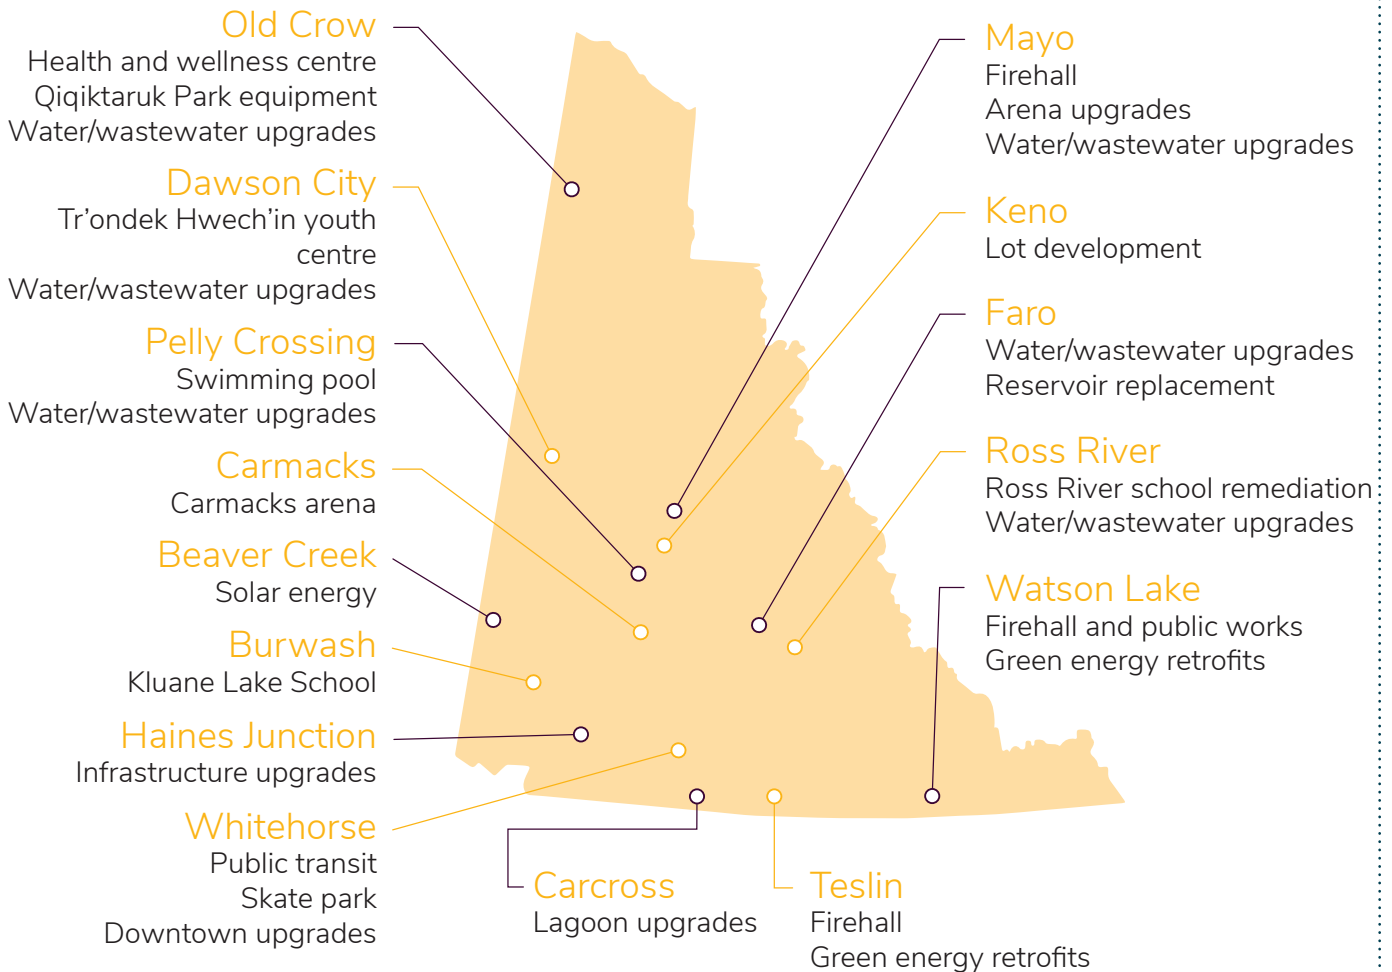 Old Crow
Health and wellness centre
Qiqiktaruk Park equipment
Water/wastewater upgrades
Dawson City
Tr’ondek Hwech’in youth
centre
Water/wastewater upgrades
Pelly Crossing
Swimming pool
Water/wastewater upgrades
Carmacks
Carmacks arena
Beaver Creek
Solar energy
Burwash
Kluane Lake School
Haines Junction
Infrastructure upgrades
Whitehorse
Public transit
Skate park
Downtown upgrades
Carcross
Lagoon upgrades
Teslin
Firehall
Green energy retrofits
Mayo
Firehall
Arena upgrades
Water/wastewater upgrades
Keno
Lot development
Faro
Water/wastewater upgrades
Reservoir replacement
Ross River
Ross River school remediation
Water/wastewater upgrades
Watson Lake
Firehall and public works
Green energy retrofits